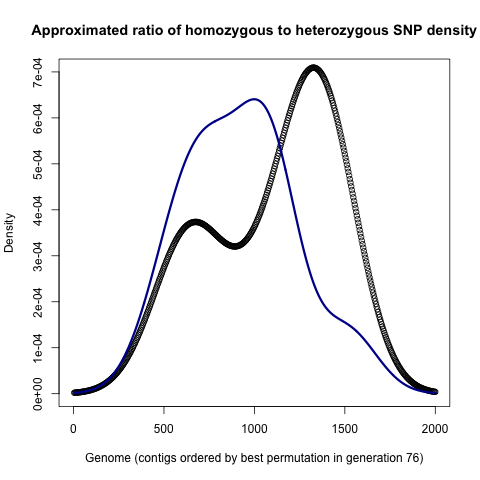 Approximated ratio of homozygous to heterozygous SNP density
7e-04
6e-04
5e-04
4e-04
3e-04
2e-04
1e-04
0e+00
Density
0 500 1000 1500 2000
Genome (contigs ordered by best permutation in generation 76)